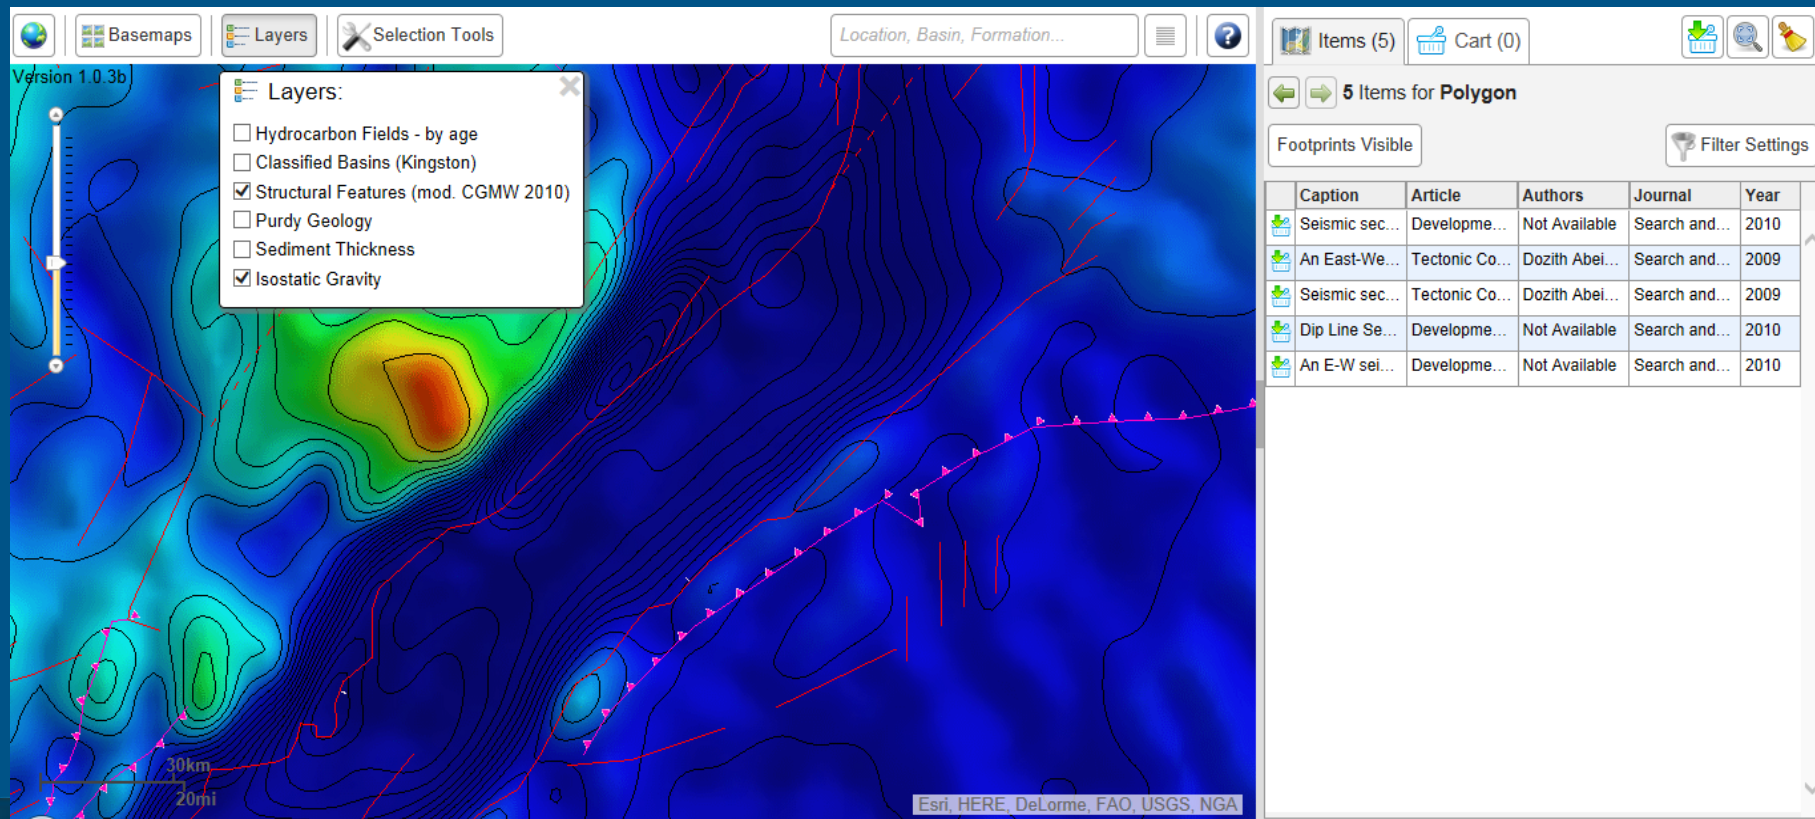 Basemaps
Layers
Selection Tools
Location, Basin, Formation...
?
Items (5)
Cart (0)
Version 1.0.3b
Layers:
Hydrocarbon Fields - by age
Classified Basins (Kingston)
Structural Features (mod. CGMW 2010)
Purdy Geology
Sediment Thickness
Isostatic Gravity
30km
20mi
Esri, HERE, DeLorme, FAO, USGS, NGA
5 Items for Polygon
Footprints Visible
Filter Settings
Caption Article Authors Journal Year
Seismic sec... Developme... Not Available Search and... 2010
An East-We... Tectonic Co... Dozith Abei... Search and... 2009
Seismic sec... Tectonic Co... Dozith Abei... Search and... 2009
Dip Line Se... Developme... Not Available Search and... 2010
An E-W sei... Developme... Not Available Search and... 2010